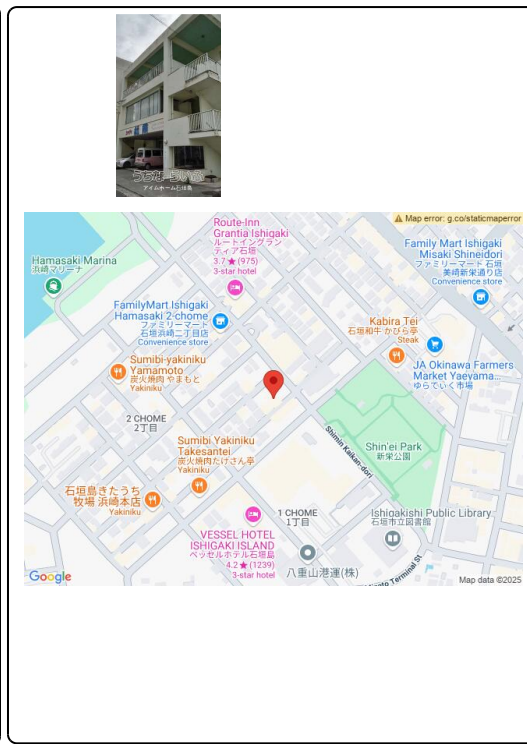 うちなーらいふ
アイムホーム石垣島
Map error: g.co/staticmaperror
Route-Inn
Grantia Ishigaki
ルートイングラン
ティア石垣
3.7 ★ (975)
3-star hotel
Family Mart Ishigaki
Misaki Shineidori
ファミリーマート 石垣
美崎新栄通り店
Convenience store
Hamasaki Marina
浜崎マリーナ
FamilyMart Ishigaki
Hamasaki 2-chome
ファミリーマート
石垣浜崎二丁目店
Convenience store
Kabira Tei
石垣和牛 かびら亭
Steak
Sumibi-yakiniku
Yamamoto
炭火焼肉 やまもと
Yakiniku
JA Okinawa Farmers
Market Yaeyama...
ゆらてぃく市場
2 CHOME
2丁目
Shimin Kaikan-dori
Shin'ei Park
新栄公園
Sumibi Yakiniku
Takesantei
炭火焼肉たけさん亭
Yakiniku
石垣島きたうち
牧場 浜崎本店
Yakiniku
1 CHOME
1丁目
Ishigakishi Public Library
石垣市立図書館
VESSEL HOTEL
ISHIGAKI ISLAND
ベッセルホテル石垣島
4.2 ★ (1239)
3-star hotel
八重山港運(株)
Terminal St
Google
Map data ©2025